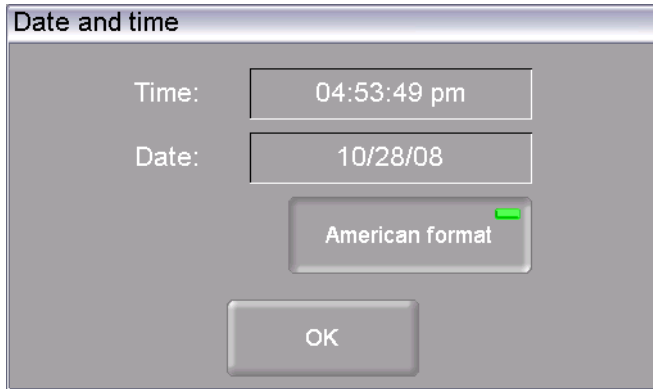 Date and time
Time: 04:53:49 pm
Date: 10/28/08
American format
OK